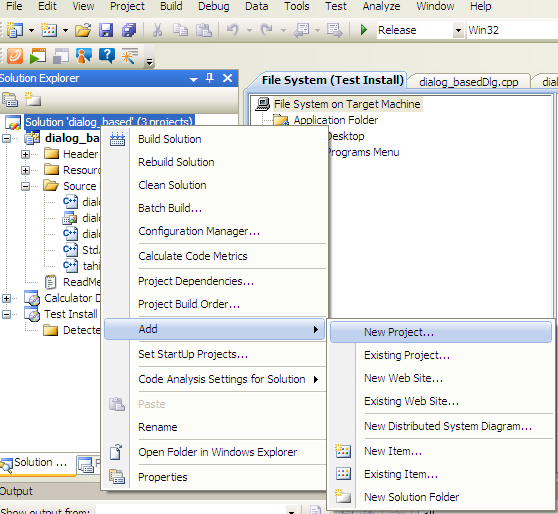 File Edit View Project Build Debug Data Tools Test Analyze Window Help
Release Win32
Solution Explorer
File System (Test Install) dialog_basedDlg.cpp
File System on Target Machine
Application Folder
Desktop
Programs Menu
Solution 'dialog_based' (3 projects)
dialog_ba
Header
Resour
Source
dialo
dialo
dialo
StdA
tahi
ReadMe
Calculator D
Test Install
Detecte
Build Solution
Rebuild Solution
Clean Solution
Batch Build...
Configuration Manager...
Calculate Code Metrics
Project Dependencies...
Project Build Order...
Add
Set StartUp Projects...
Code Analysis Settings for Solution
Paste
Rename
Open Folder in Windows Explorer
Properties
New Project...
Existing Project...
New Web Site...
Existing Web Site...
New Distributed System Diagram...
New Item...
Existing Item...
New Solution Folder
Solution ...
Output
Show output from: